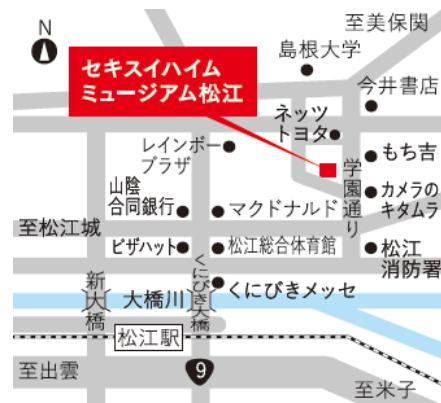 N
至美保関
島根大学
セキスイハイム
ミュージアム松江
今井書店
ネッツ
トヨタ
レインボー
プラザ
もち吉
学園通り
山陰
合同銀行
マクドナルド
カメラの
キタムラ
至松江城
ピザハット
松江総合体育館
松江
消防署
くにびき大橋
くにびきメッセ
新大橋
大橋川
松江駅
至出雲
9
至米子